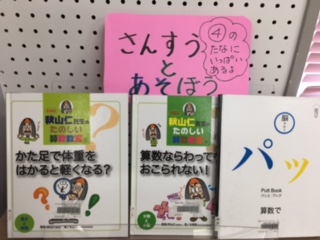 さんすう
と
あそぼう
④の
たなに
いっぱい
あるよ
秋山仁先生の
たのしい
算数教室
かた足で体重を
はかると軽くなる?
秋山仁先生の
たのしい
算数教室
算数ならわって
おこられない!
脳
パッ
Pull Book
算数で